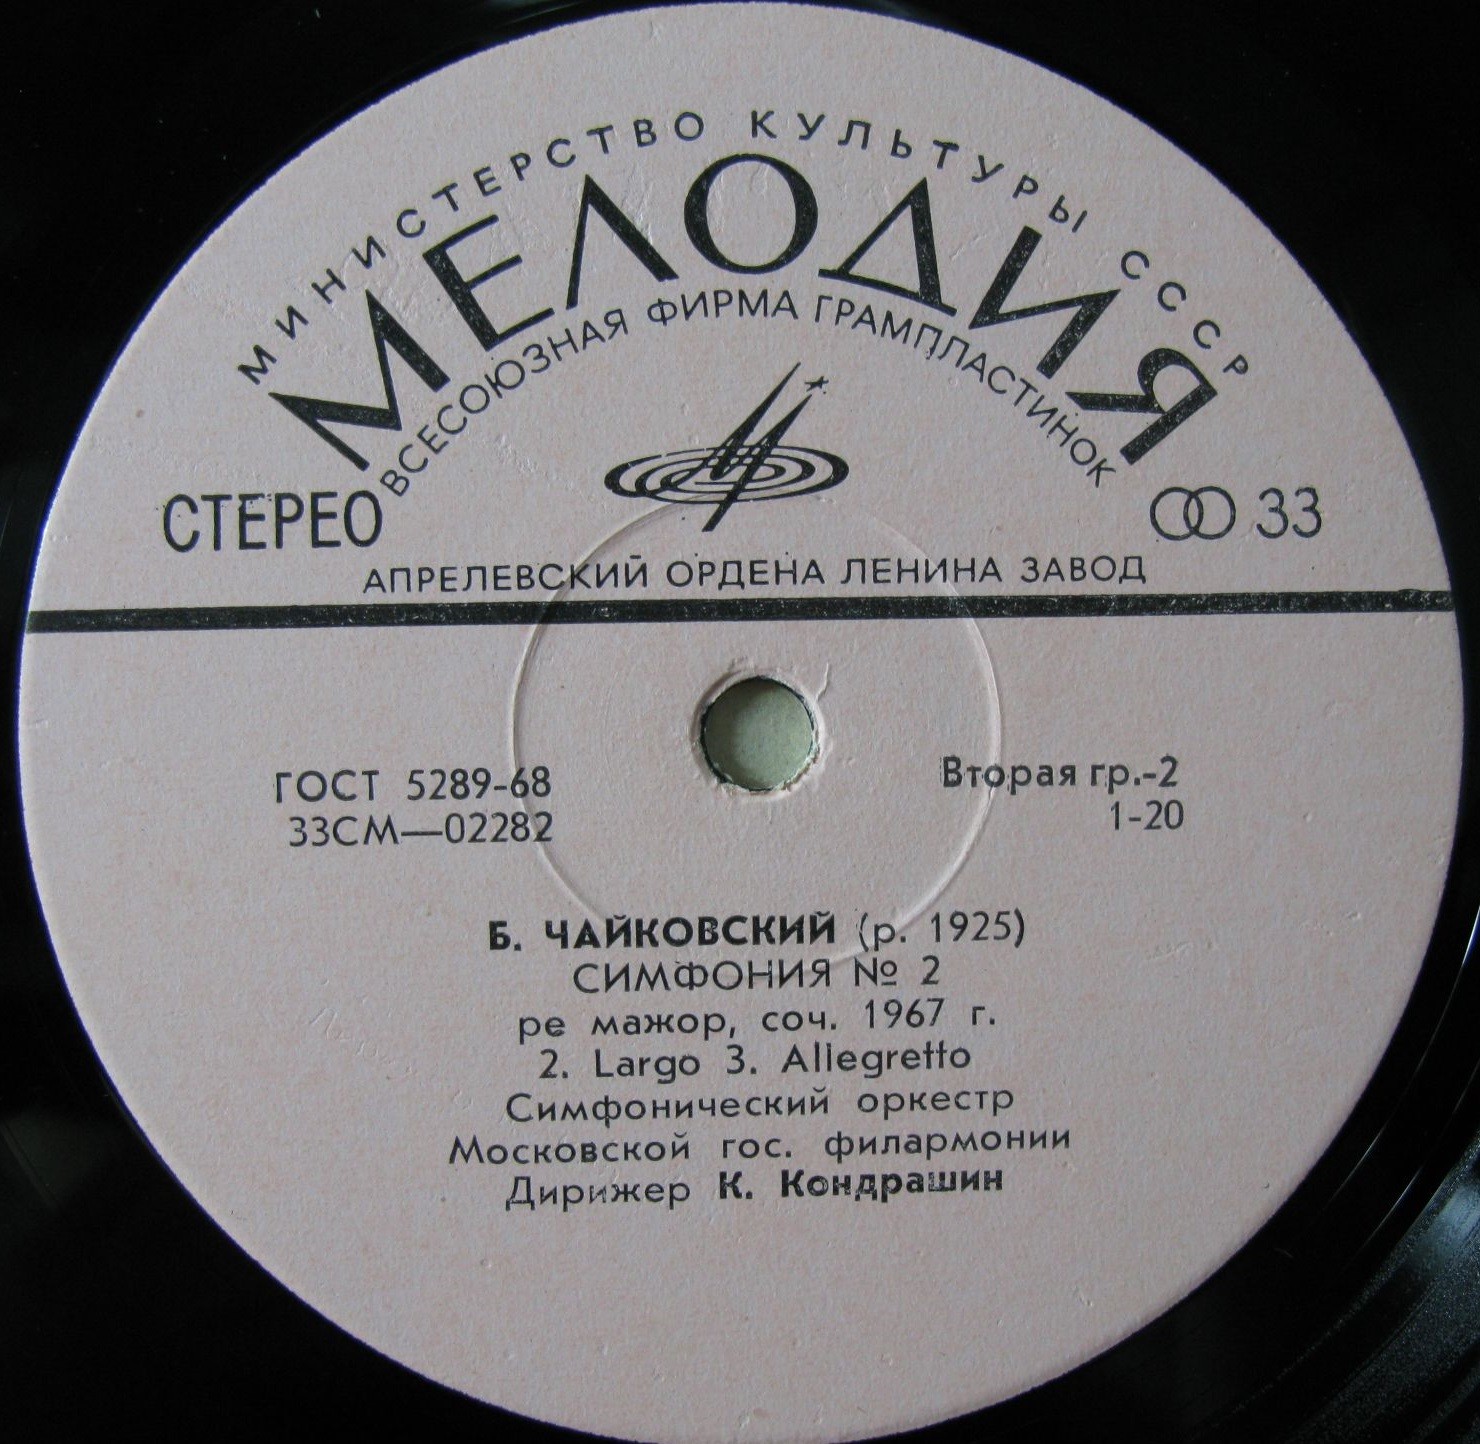 МИНИСТЕРСТВО КУЛЬТУРЫ СССР
МЕЛОДИЯ
ВСЕСОЮЗНАЯ ФИРМА ГРАМПЛАСТИНОК
СТЕРЕО
33
АПРЕЛЕВСКИЙ ОРДЕНА ЛЕНИНА ЗАВОД
ГОСТ 5289-68
33СМ—02282
Вторая гр.-2
1-20
Б. ЧАЙКОВСКИЙ (р. 1925)
СИМФОНИЯ № 2
ре мажор, соч. 1967 г.
2. Largo 3. Allegretto
Симфонический оркестр
Московской гос. филармонии
Дирижер К. Кондрашин